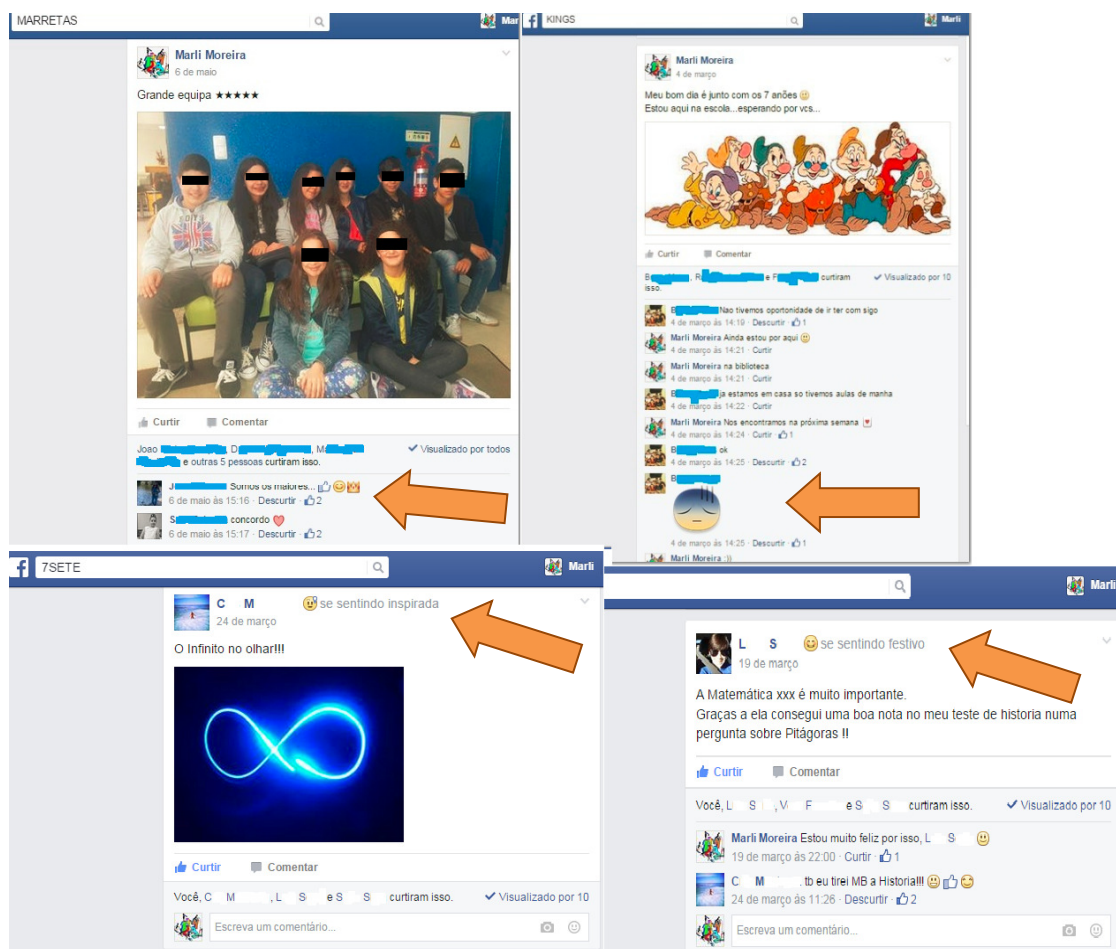 MARRETAS
Mar
Marli Moreira
6 de maio
Grande equipa ★★★★★
Curtir Comentar
Joao , D , M
e outras 5 pessoas curtiram isso.
Visualizado por todos
J Somos os maiores...
6 de maio às 15:16 · Descurtir · 2
S concordo
6 de maio às 15:17 · Descurtir · 2
KINGS
Marli
Marli Moreira
4 de março
Meu bom dia é junto com os 7 anões
Estou aqui na escola...esperando por vcs...
Curtir Comentar
B , R e F curtiram
isso.
Visualizado por 10
B Nao tivemos oportonidade de ir ter com sigo
4 de março às 14:19 · Descurtir · 1
Marli Moreira Ainda estou por aqui
4 de março às 14:21 · Curtir
Marli Moreira na biblioteca
4 de março às 14:21 · Curtir
B ja estamos em casa so tivemos aulas de manha
4 de março às 14:22 · Curtir
Marli Moreira Nos encontramos na próxima semana
4 de março às 14:24 · Curtir · 1
B ok
4 de março às 14:25 · Descurtir · 2
B
4 de março às 14:25 · Descurtir · 1
Marli Moreira :))
7SETE
Marli
C M se sentindo inspirada
24 de março
O Infinito no olhar!!!
Curtir Comentar
Você, C M , L S e S S curtiram isso.
Visualizado por 10
Escreva um comentário...
Marli
L S se sentindo festivo
19 de março
A Matemática xxx é muito importante.
Graças a ela consegui uma boa nota no meu teste de historia numa
pergunta sobre Pitágoras !!
Curtir Comentar
Você, L S , V F e S S curtiram isso.
Visualizado por 10
Marli Moreira Estou muito feliz por isso, L S
19 de março às 22:00 · Curtir · 1
C M . tb eu tirei MB a Historia!!!
24 de março às 11:26 · Descurtir · 2
Escreva um comentário...